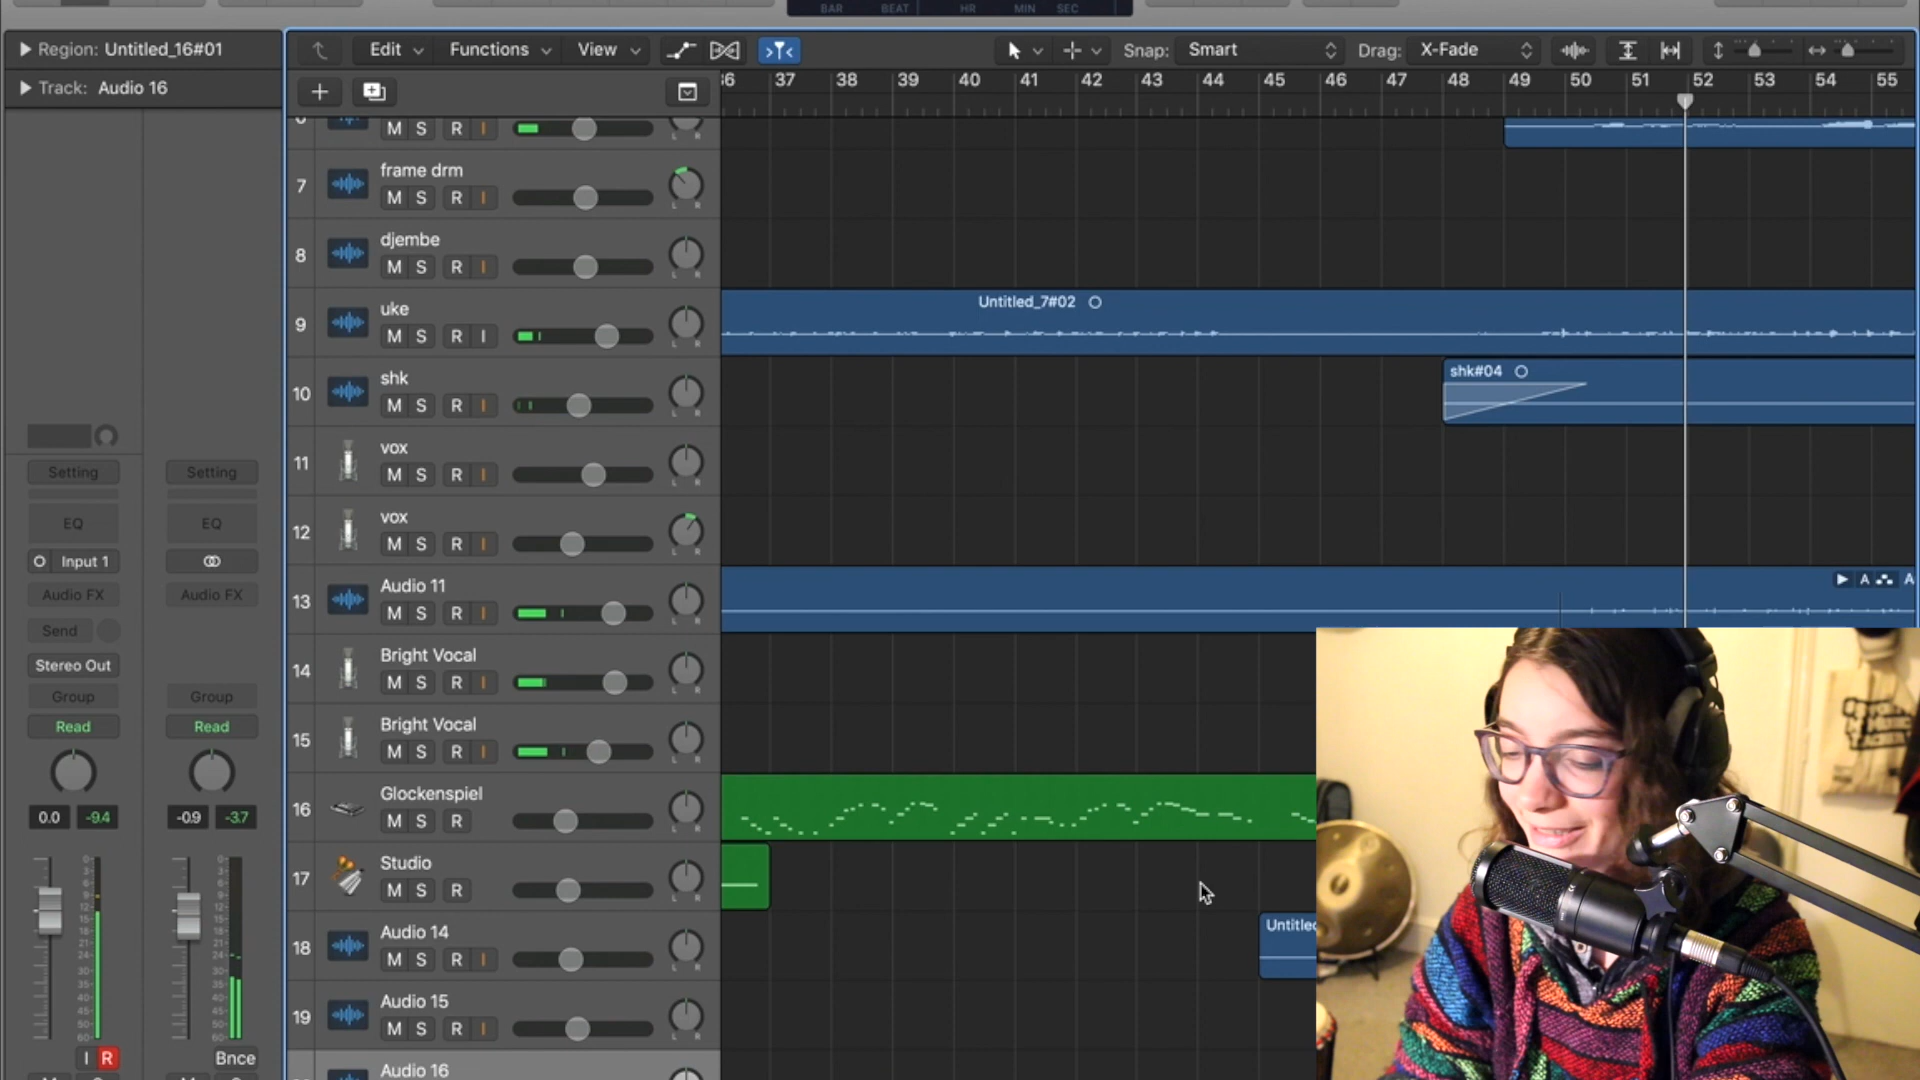 BAR BEAT HR MIN SEC
Region: Untitled_16#01
Edit Functions View Snap: Smart Drag: X-Fade
Track: Audio 16
37 38 39 40 41 42 43 44 45 46 47 48 49 50 51 52 53 54 55
M S R I
7 frame drm
M S R I L R
8 djembe
M S R I L R
Untitled_7#02
9 uke
M S R I L R
shk#04
10 shk
M S R I L R
11 vox
M S R I L R
12 vox
M S R I L R
13 Audio 11
M S R I L R
A A
14 Bright Vocal
M S R I L R
15 Bright Vocal
M S R I L R
16 Glockenspiel
M S R L R
17 Studio
M S R L R
18 Audio 14
M S R I L R
Untitled
19 Audio 15
M S R I L R
Audio 16
Setting Setting
EQ EQ
Input 1
Audio FX Audio FX
Send
Stereo Out
Group Group
Read Read
0.0 -9.4 -0.9 -3.7
I R Bnce